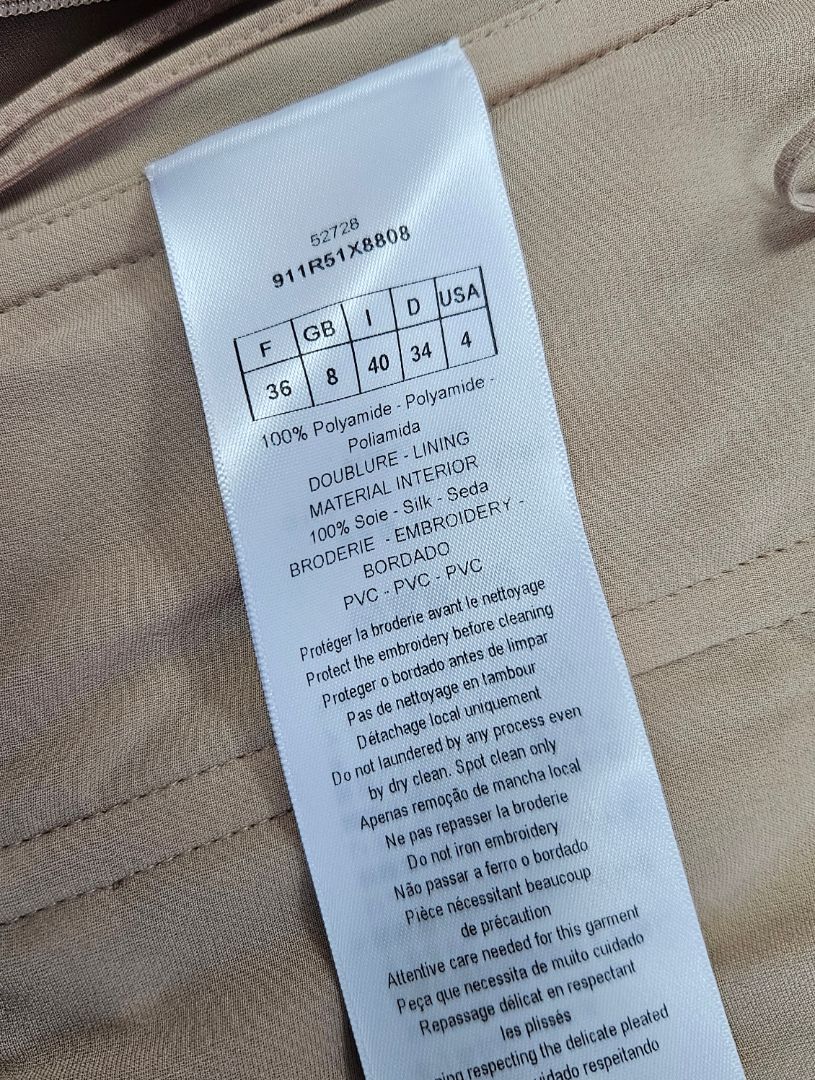 52728
911R51X8808
F GB I D USA
36 8 40 34 4
100% Polyamide - Polyamide -
Poliamida
DOUBLURE - LINING
MATERIAL INTERIOR
100% Soie - Silk - Seda
BRODERIE - EMBROIDERY -
BORDADO
PVC - PVC - PVC
Protéger la broderie avant le nettoyage
Protect the embroidery before cleaning
Proteger o bordado antes de limpar
Pas de nettoyage en tambour
Détachage local uniquement
Do not laundered by any process even
by dry clean. Spot clean only
Apenas remoção de mancha local
Ne pas repasser la broderie
Do not iron embroidery
Não passar a ferro o bordado
Pièce nécessitant beaucoup
de précaution
Attentive care needed for this garment
Peça que necessita de muito cuidado
Repassage délicat en respectant
les plissés
respecting the delicate pleated
respeitando